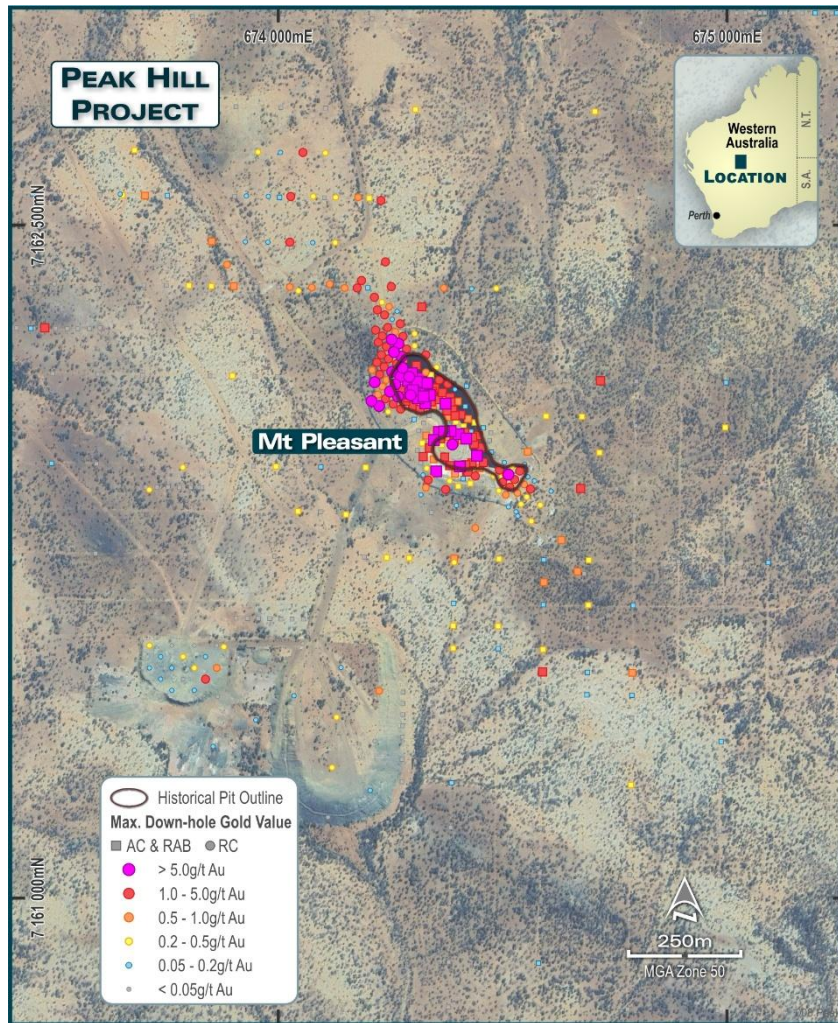 674 000mE
675 000mE
PEAK HILL
PROJECT
Western
Australia
LOCATION
N.T.
S.A.
Perth
7 162 500mN
Mt Pleasant
Historical Pit Outline
Max. Down-hole Gold Value
AC & RAB
RC
> 5.0g/t Au
1.0 - 5.0g/t Au
0.5 - 1.0g/t Au
0.2 - 0.5g/t Au
0.05 - 0.2g/t Au
< 0.05g/t Au
7 161 000mN
N
250m
MGA Zone 50